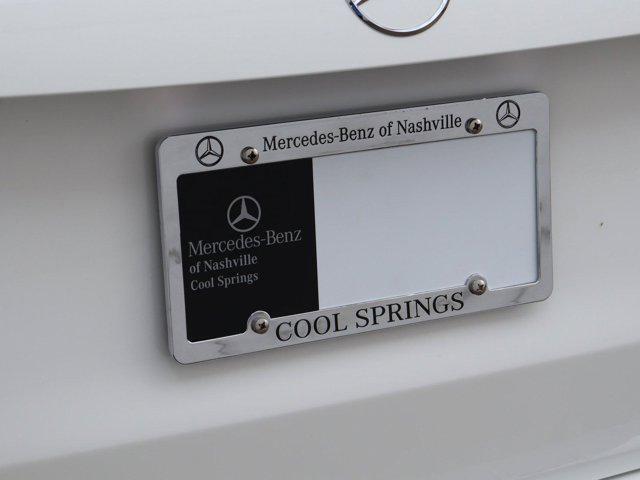 Mercedes-Benz of Nashville
Mercedes-Benz
of Nashville
Cool Springs
COOL SPRINGS